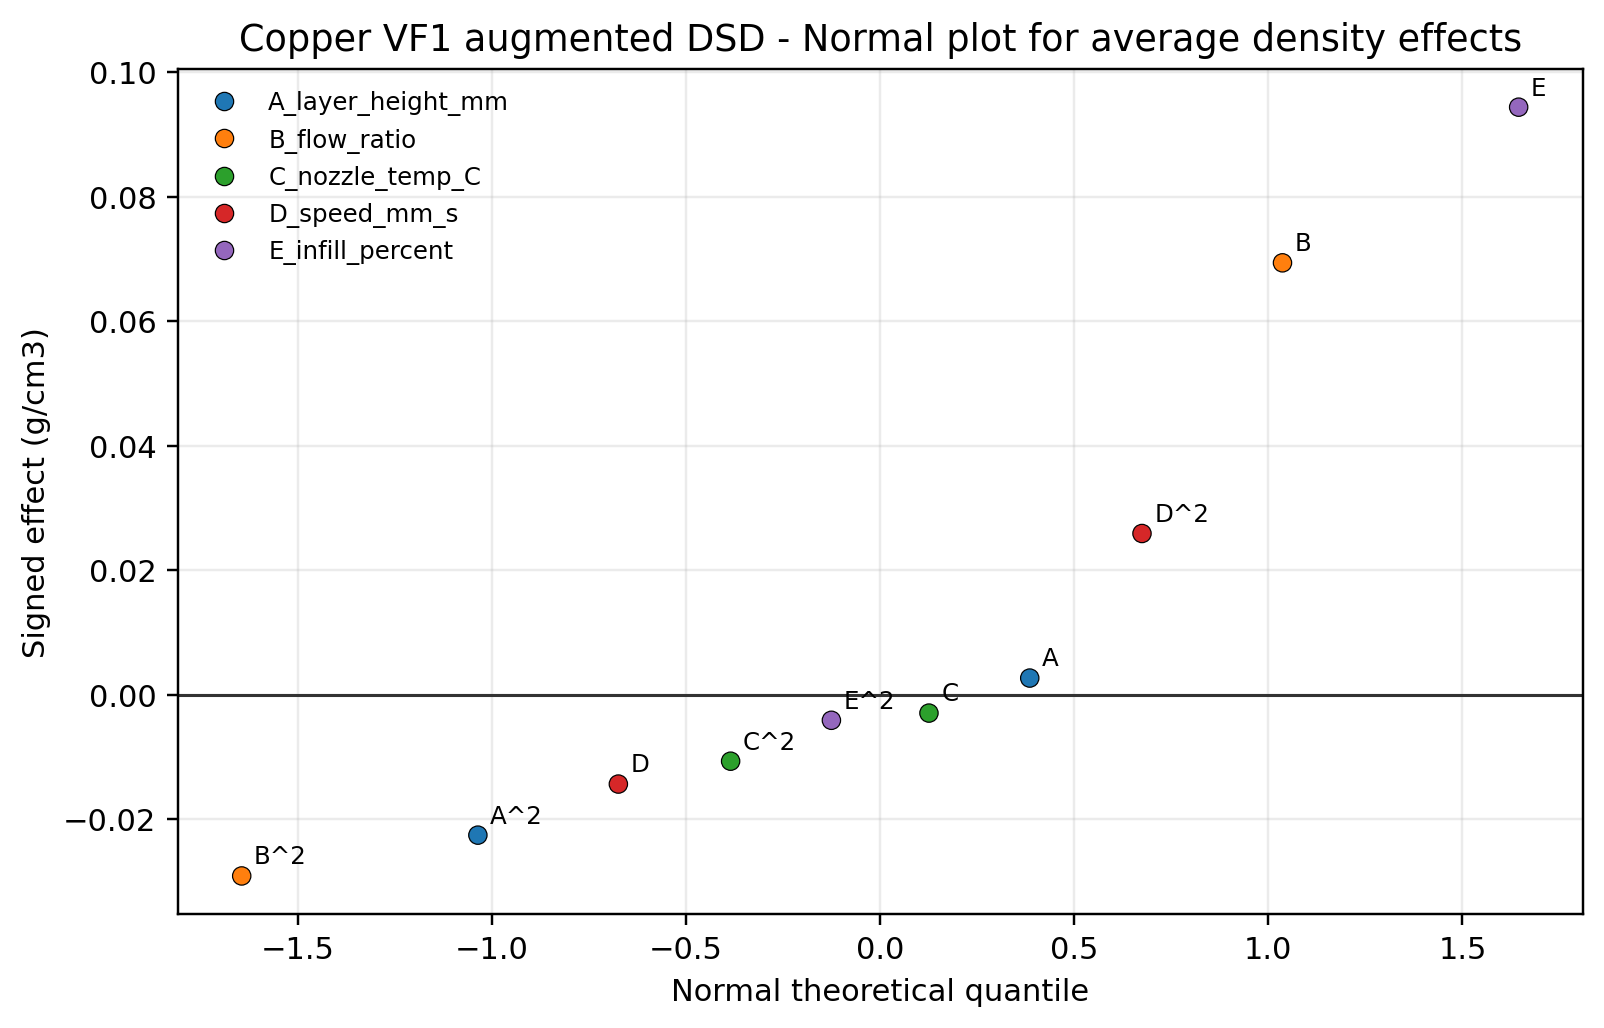 Copper VF1 augmented DSD - Normal plot for average density effects
A_layer_height_mm
B_flow_ratio
C_nozzle_temp_C
D_speed_mm_s
E_infill_percent
Signed effect (g/cm3)
0.10
0.08
0.06
0.04
0.02
0.00
−0.02
E
B
D^2
A
C
E^2
C^2
D
A^2
B^2
−1.5
−1.0
−0.5
0.0
0.5
1.0
1.5
Normal theoretical quantile